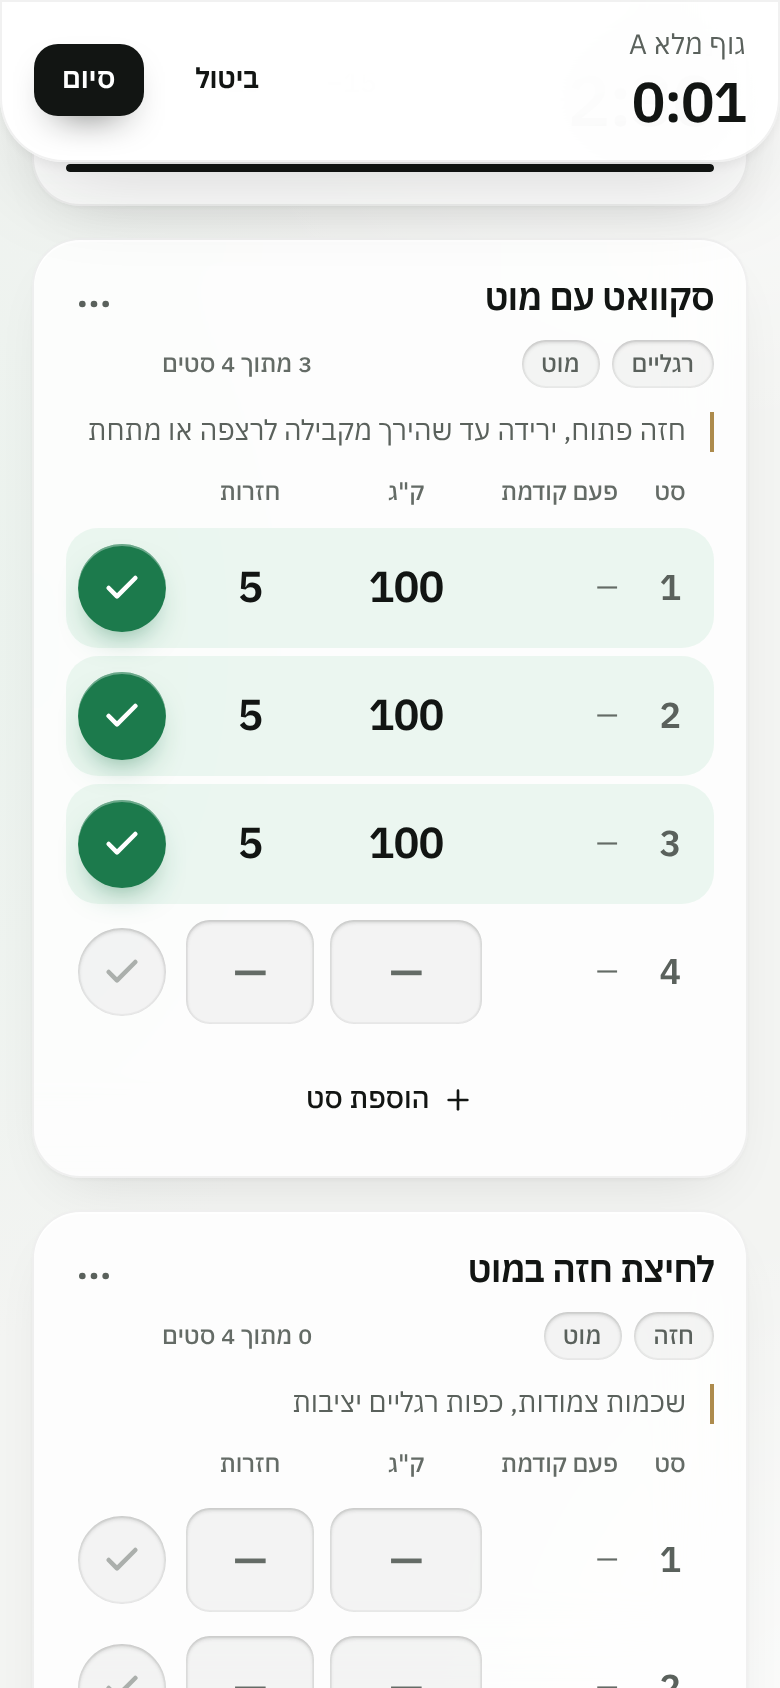 גוף מלא A
0:01
ביטול
סיום
סקוואט עם מוט
רגליים
מוט
3 מתוך 4 סטים
חזה פתוח, ירידה עד שהירך מקבילה לרצפה או מתחת
סט פעם קודמת ק"ג חזרות
1 – 100 5
2 – 100 5
3 – 100 5
4 – – –
+ הוספת סט
לחיצת חזה במוט
חזה
מוט
0 מתוך 4 סטים
שכמות צמודות, כפות רגליים יציבות
סט פעם קודמת ק"ג חזרות
1 – – –
2 – – –